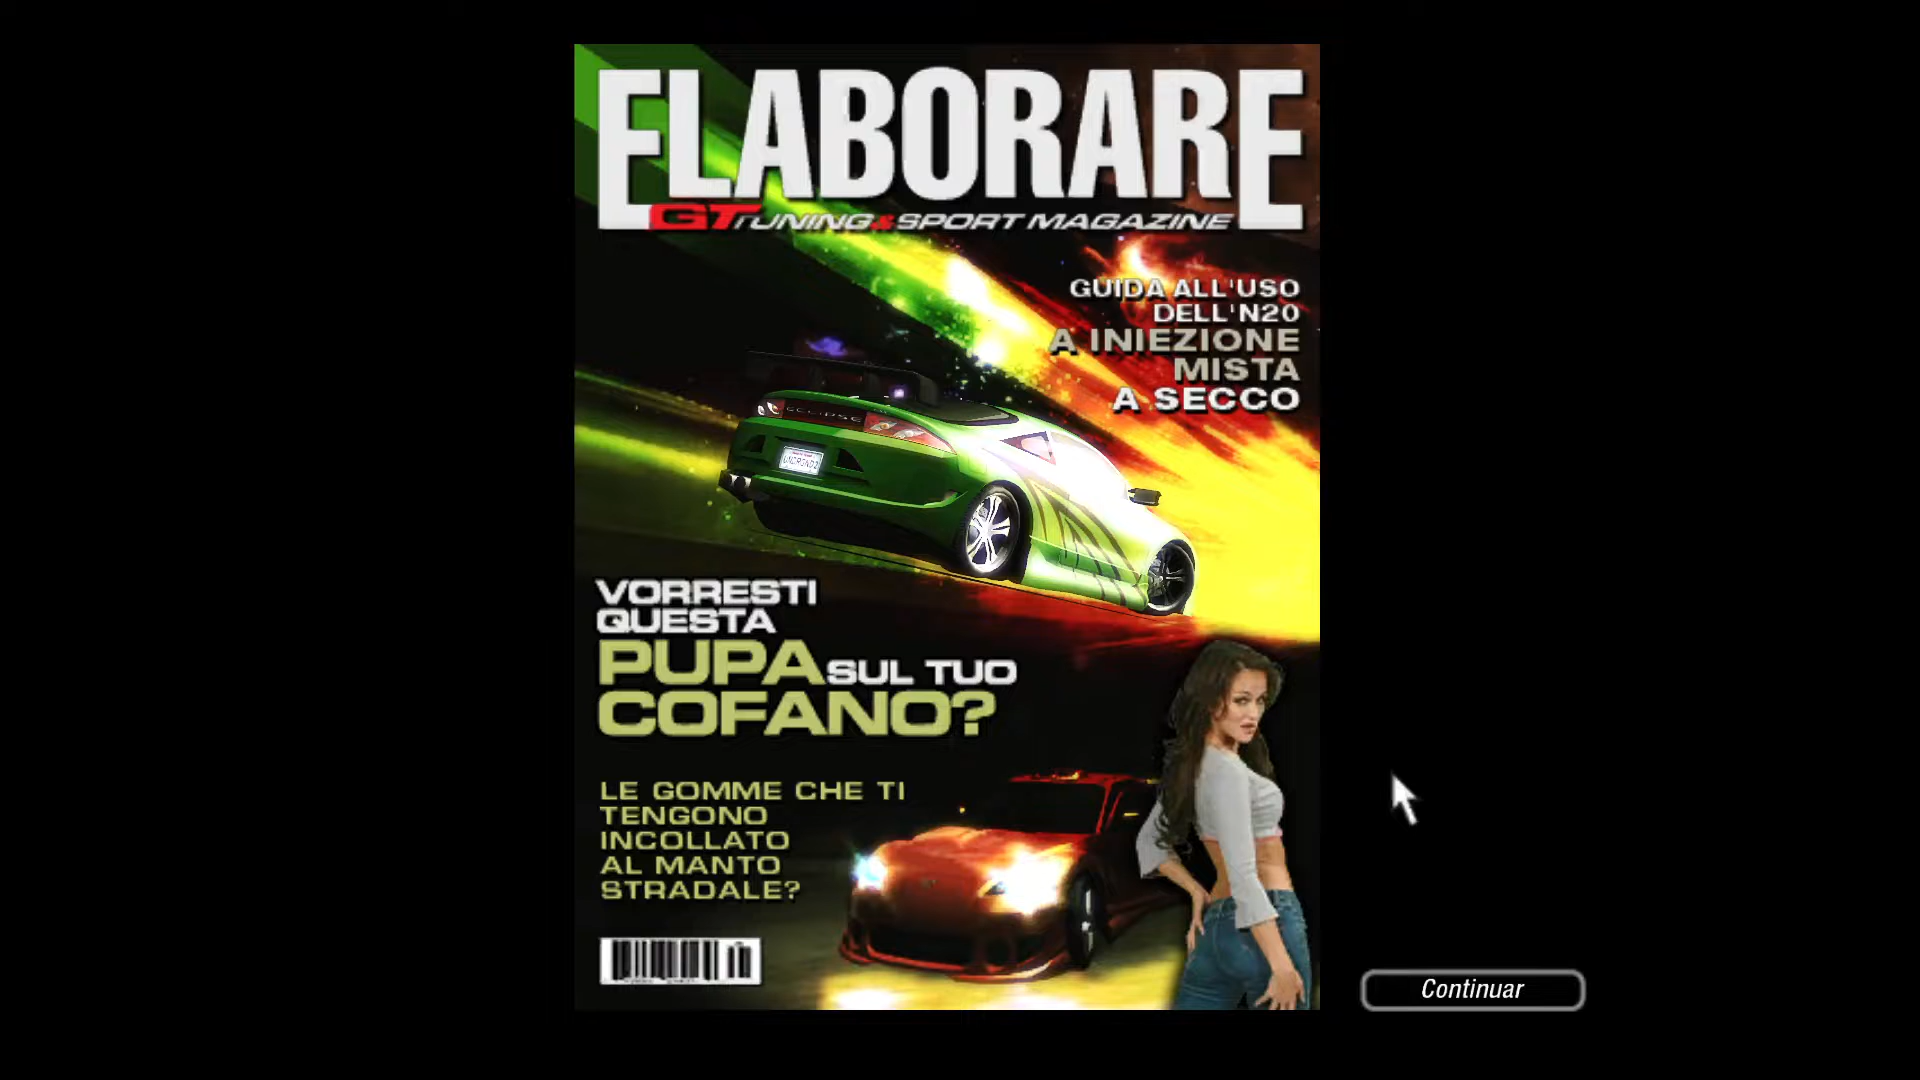 ELABORARE
GT TUNING & SPORT MAGAZINE
GUIDA ALL'USO
DELL'N20
A INIEZIONE
MISTA
A SECCO
ECLIPSE
VORRESTI
QUESTA
PUPA SUL TUO
COFANO?
LE GOMME CHE TI
TENGONO
INCOLLATO
AL MANTO
STRADALE?
Continuar